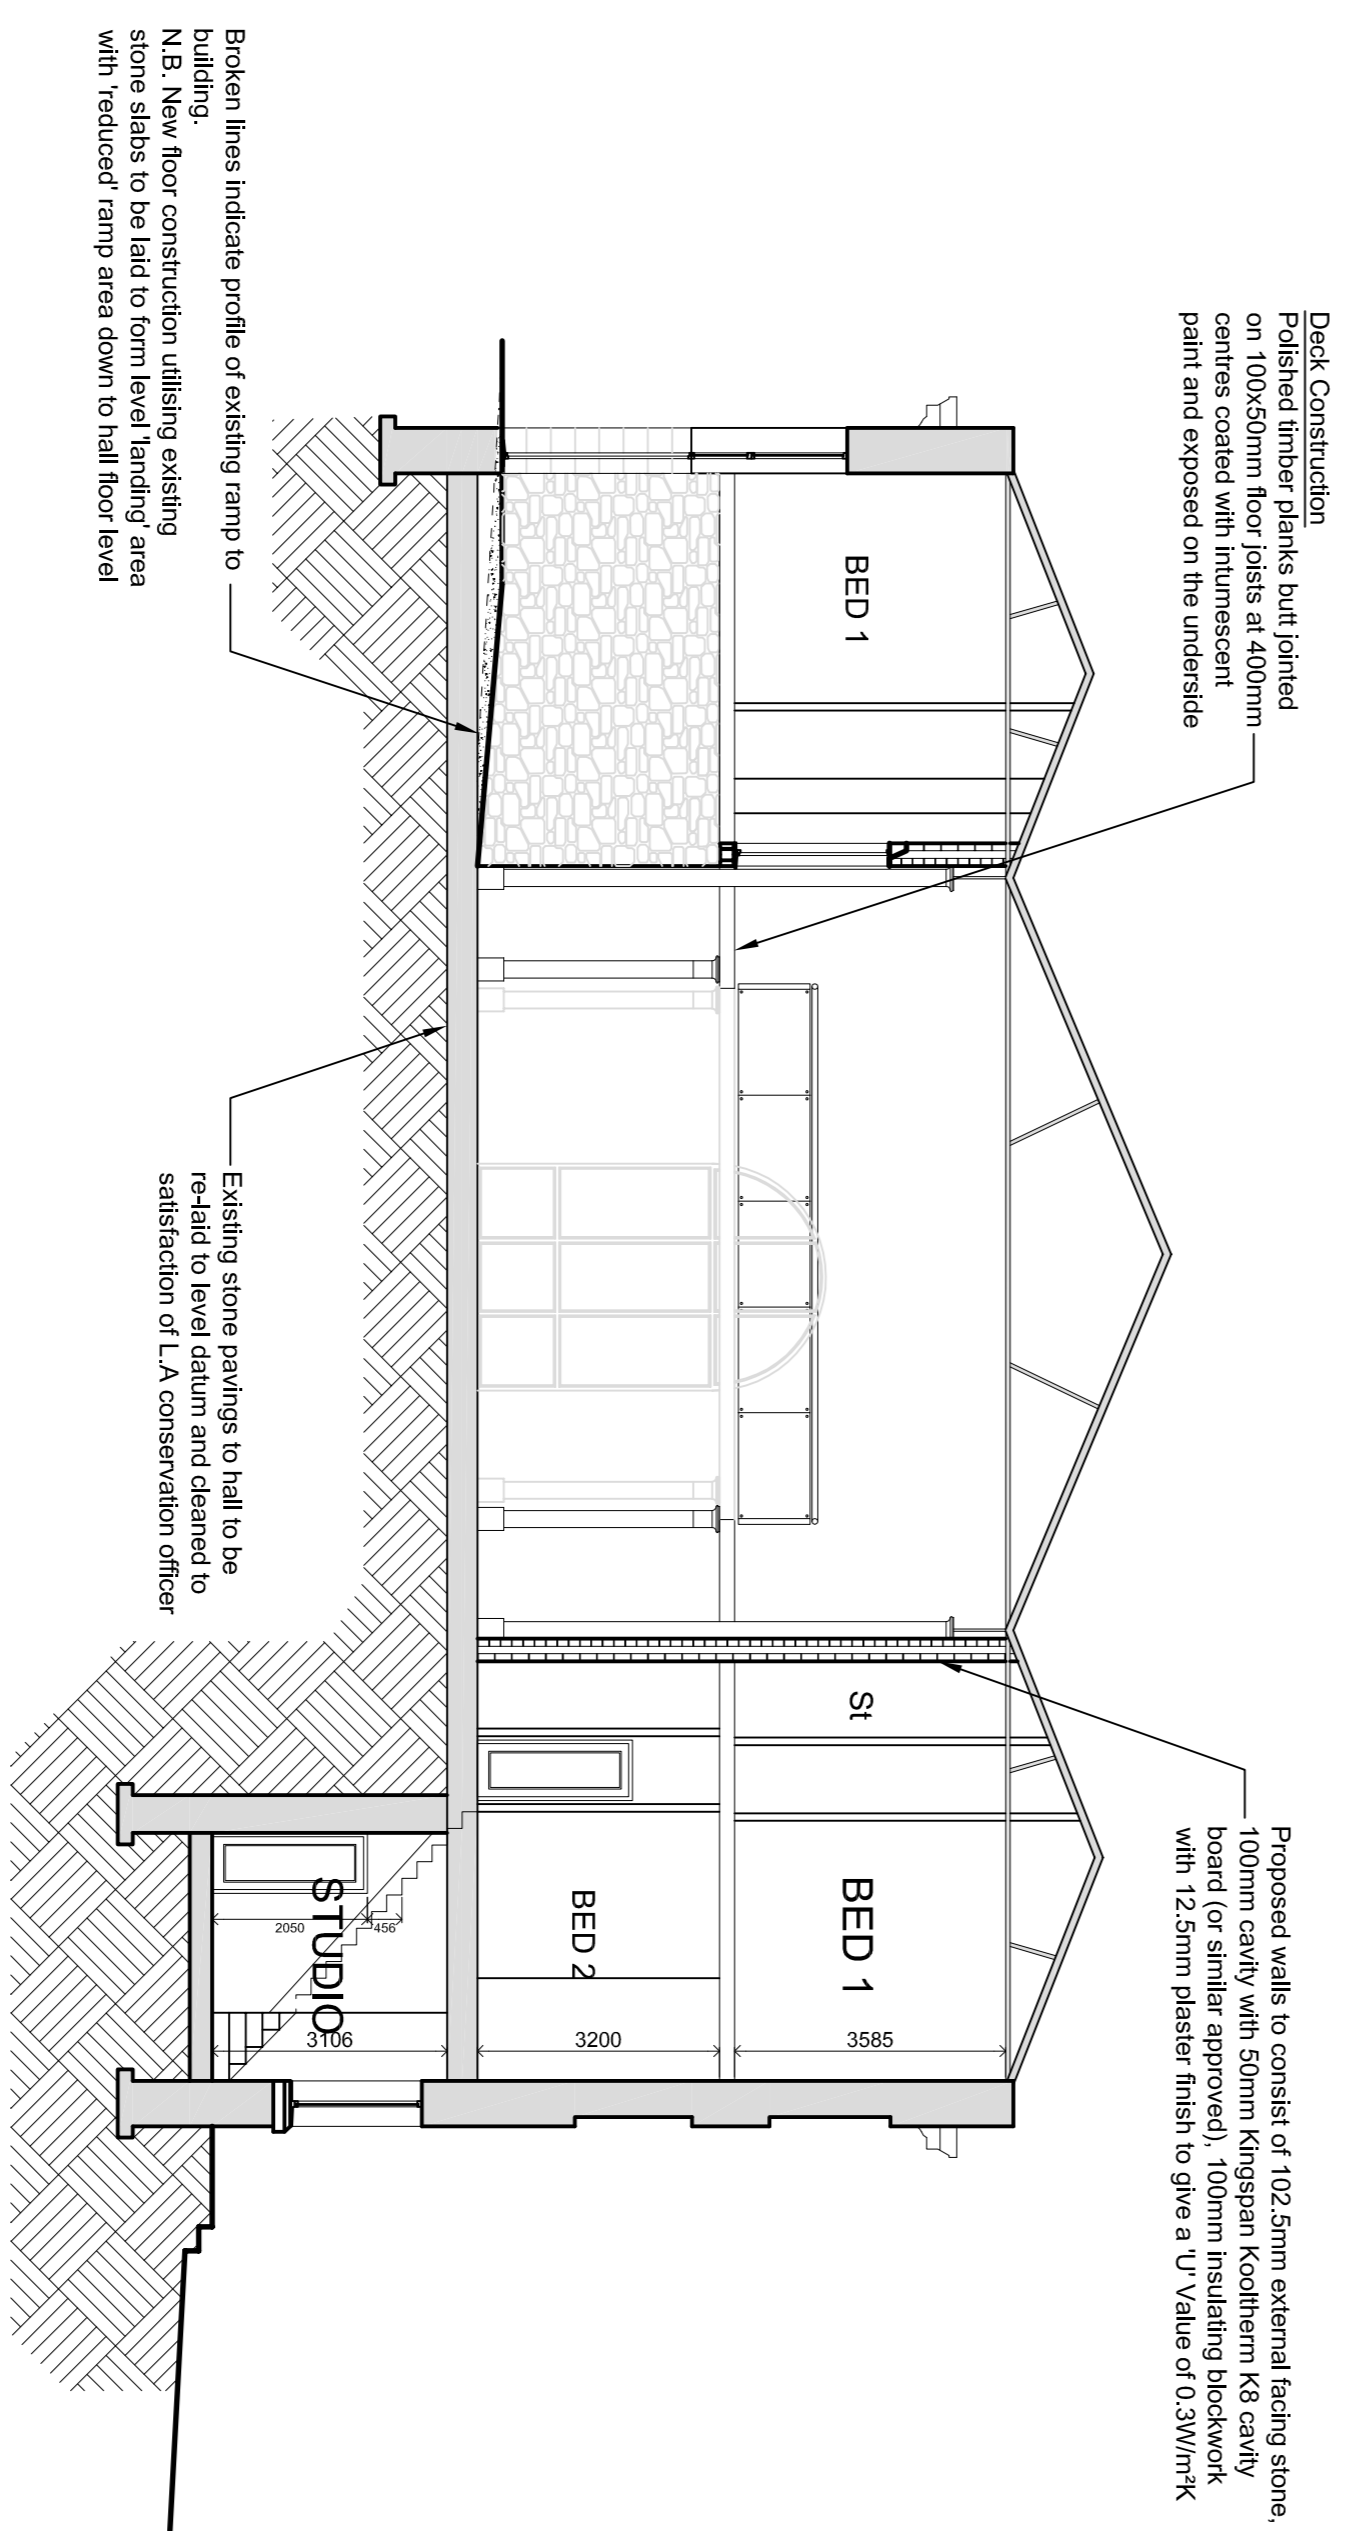 Deck Construction
Polished timber planks butt jointed
on 100x50mm floor joists at 400mm
centres coated with intumescent
paint and exposed on the underside
Proposed walls to consist of 102.5mm external facing stone,
100mm cavity with 50mm Kingspan Kooltherm K8 cavity
board (or similar approved), 100mm insulating blockwork
with 12.5mm plaster finish to give a 'U' Value of 0.3W/m²K
BED 1
St
BED 1
3585
BED 2
3200
STUDIO
2050
456
3106
Broken lines indicate profile of existing ramp to
building.
N.B. New floor construction utilising existing
stone slabs to be laid to form level 'landing' area
with 'reduced' ramp area down to hall floor level
Existing stone pavings to hall to be
re-laid to level datum and cleaned to
satisfaction of L.A conservation officer